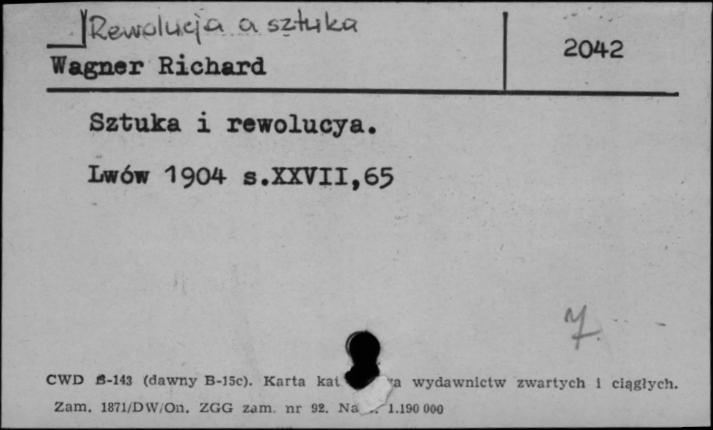 Rewolucja a sztuka
2042
Wagner Richard
Sztuka i rewolucya.
Lwów 1904 s.XXVII,65
7
CWD B-143 (dawny B-15c). Karta kat wydawnictw zwartych i ciągłych.
Zam. 1871/DW/On. ZGG zam. nr 92. 1.190 000